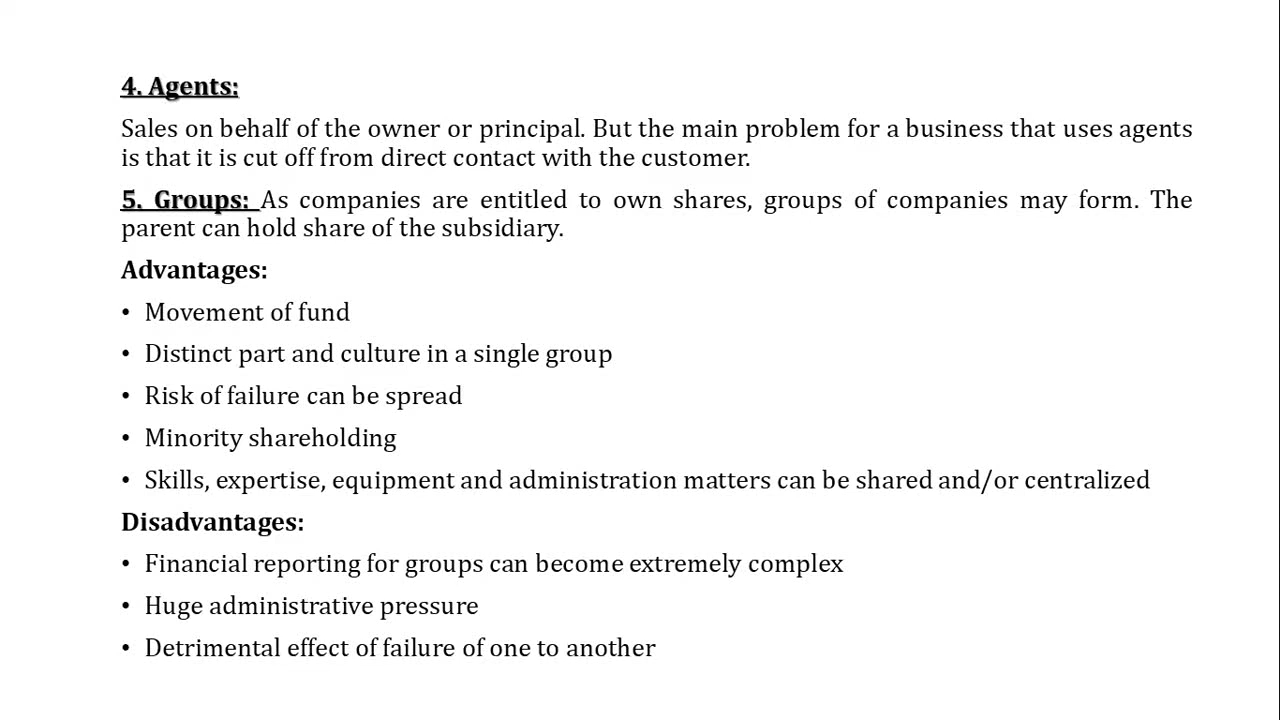 4. Agents:
Sales on behalf of the owner or principal. But the main problem for a business that uses agents
is that it is cut off from direct contact with the customer.
5. Groups: As companies are entitled to own shares, groups of companies may form. The
parent can hold share of the subsidiary.
Advantages:
• Movement of fund
• Distinct part and culture in a single group
• Risk of failure can be spread
• Minority shareholding
• Skills, expertise, equipment and administration matters can be shared and/or centralized
Disadvantages:
• Financial reporting for groups can become extremely complex
• Huge administrative pressure
• Detrimental effect of failure of one to another